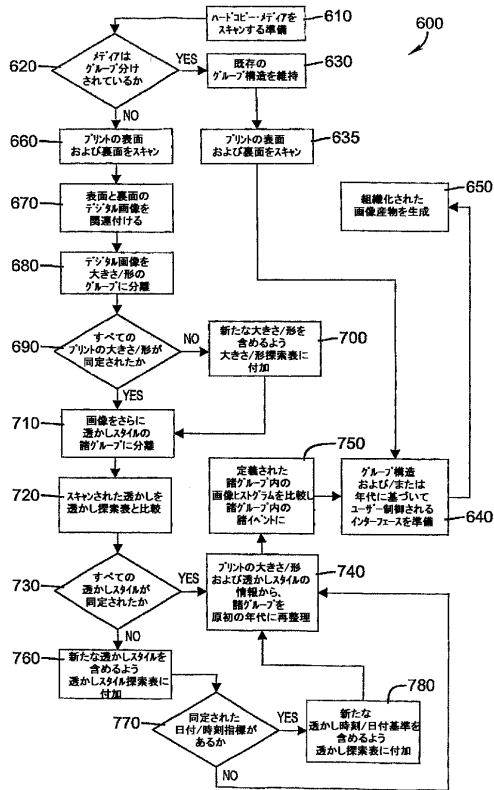 610
ハードコピー・メディアを
スキャンする準備
600
620
メディアは
グループ分け
されているか
YES
NO
630
既存の
グループ構造を維持
660
プリントの表面
および裏面をスキャン
635
プリントの表面
および裏面をスキャン
670
表面と裏面の
デジタル画像を
関連付ける
650
組織化された
画像産物を生成
680
デジタル画像を
大きさ/形の
グループに分離
690
すべての
プリントの大きさ/形が
同定されたか
NO
YES
700
新たな大きさ/形を
含めるよう
大きさ/形探索表に
付加
710
画像をさらに
透かしスタイルの
諸グループに分離
720
スキャンされた透かしを
透かし探索表と比較
750
定義された
諸グループ内の
画像ヒストグラムを比較し
諸グループ内の
諸イベントに
640
グループ構造
および/または
年代に基づいて
ユーザー制御される
インターフェースを準備
730
すべての
透かしスタイルが
同定されたか
YES
NO
740
プリントの大きさ/形
および透かしスタイルの
情報から、
諸グループを
原初の年代に再整理
760
新たな透かしスタイルを
含めるよう
透かしスタイル探索表に
付加
770
同定された
日付/時刻指標が
あるか
YES
NO
780
新たな
透かし時刻/日付基準を
含めるよう
透かし探索表に付加